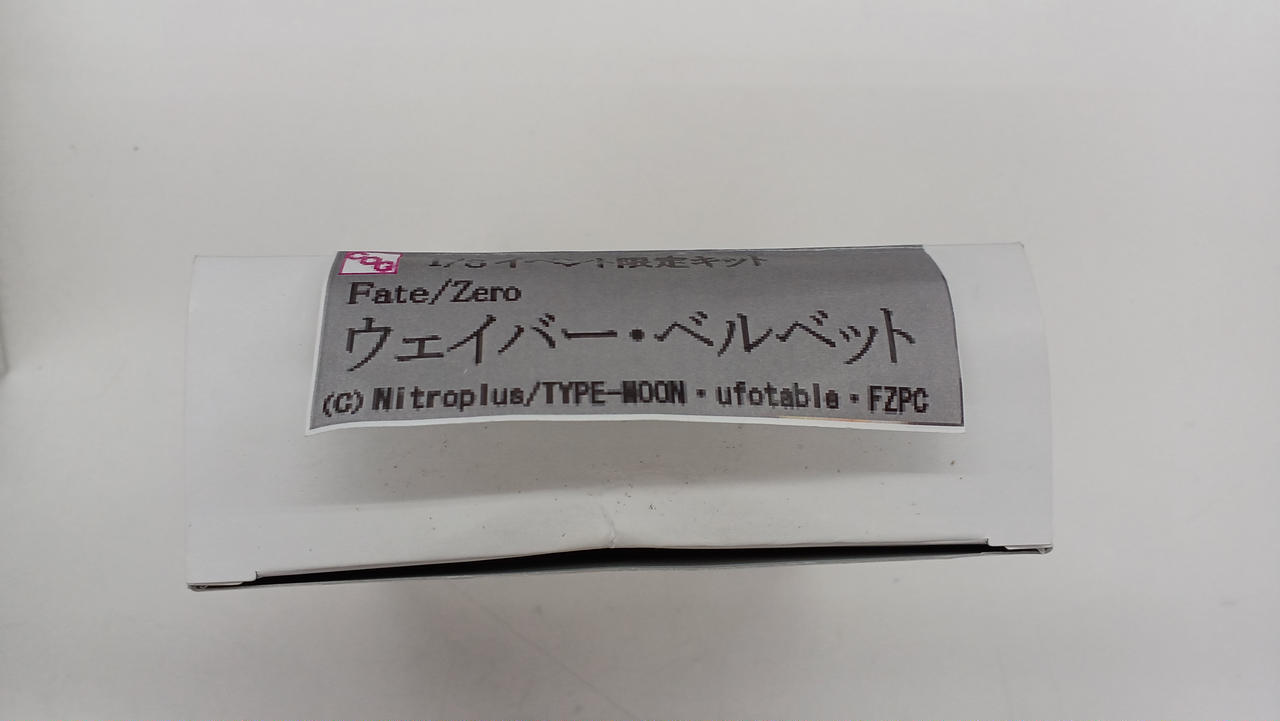 COG
イベント限定キット
Fate/Zero
ウェイバー・ベルベット
(C)Nitroplus/TYPE-MOON・ufotable・FZPC